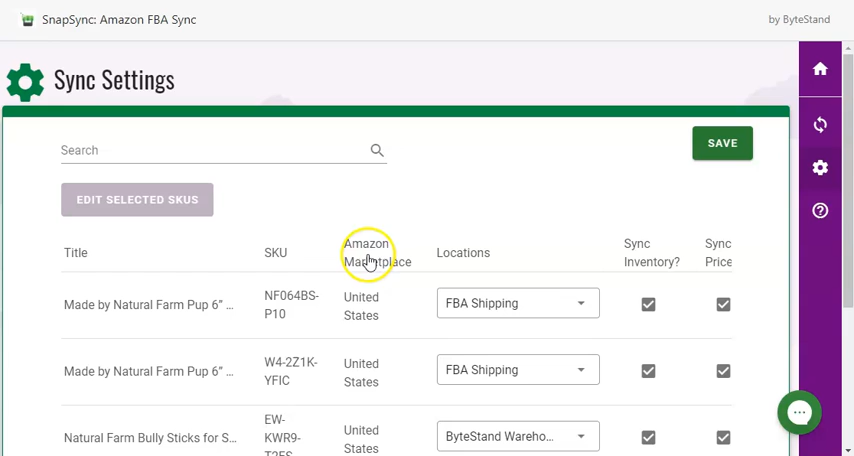 SnapSync: Amazon FBA Sync
by ByteStand
Sync Settings
Search
SAVE
EDIT SELECTED SKUS
Title
SKU
Amazon
Marketplace
Locations
Sync
Inventory?
Sync
Price
Made by Natural Farm Pup 6” ...
NF064BS-
P10
United
States
FBA Shipping
Made by Natural Farm Pup 6” ...
W4-2Z1K-
YFIC
United
States
FBA Shipping
Natural Farm Bully Sticks for S...
EW-
KWR9-
United
States
ByteStand Wareho...